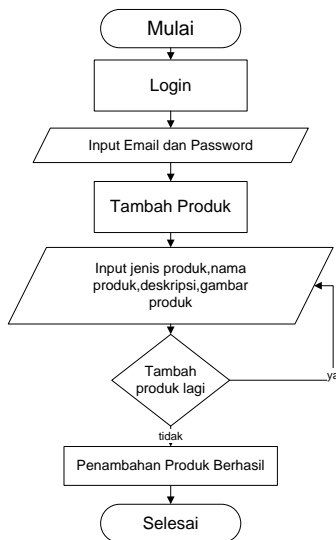 Mulai
Login
Input Email dan Password
Tambah Produk
Input jenis produk,nama
produk,deskripsi,gambar
produk
Tambah
produk lagi
ya
tidak
Penambahan Produk Berhasil
Selesai